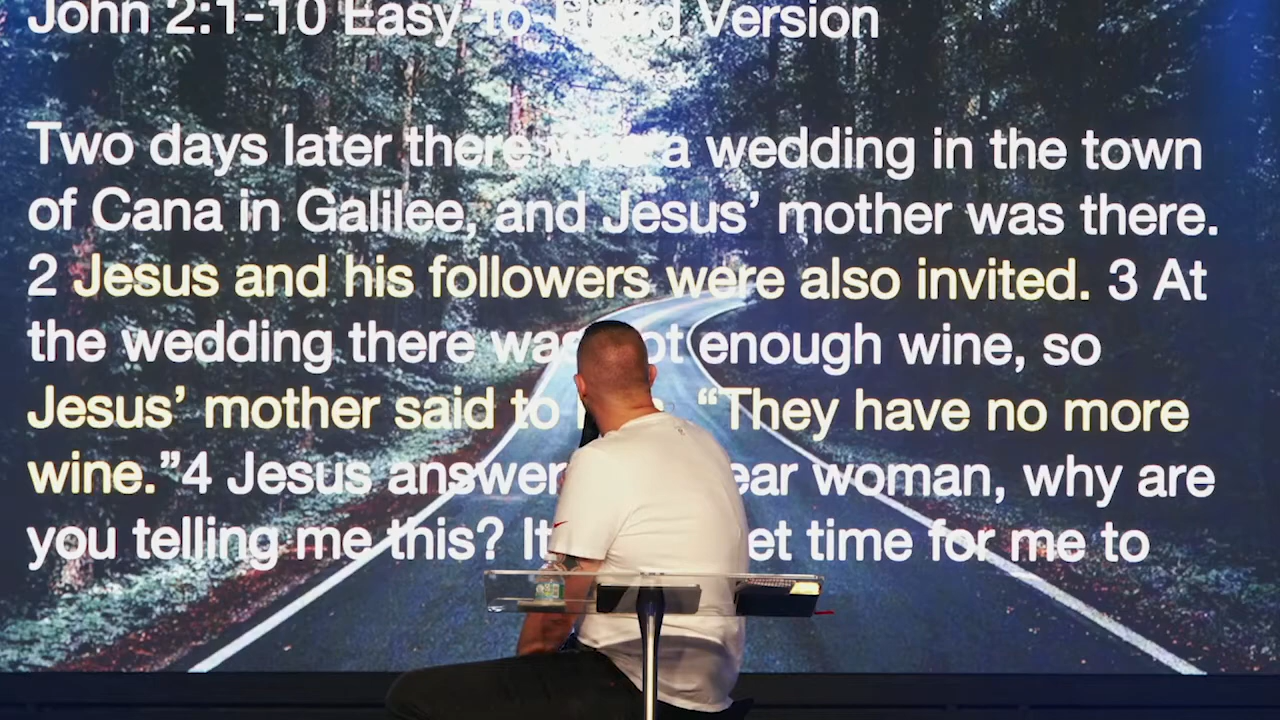 John 2:1-10 Easy-to-Read Version
Two days later there was a wedding in the town
of Cana in Galilee, and Jesus’ mother was there.
2 Jesus and his followers were also invited. 3 At
the wedding there was not enough wine, so
Jesus’ mother said to “They have no more
wine.”4 Jesus woman, why are
you telling me this? time for me to